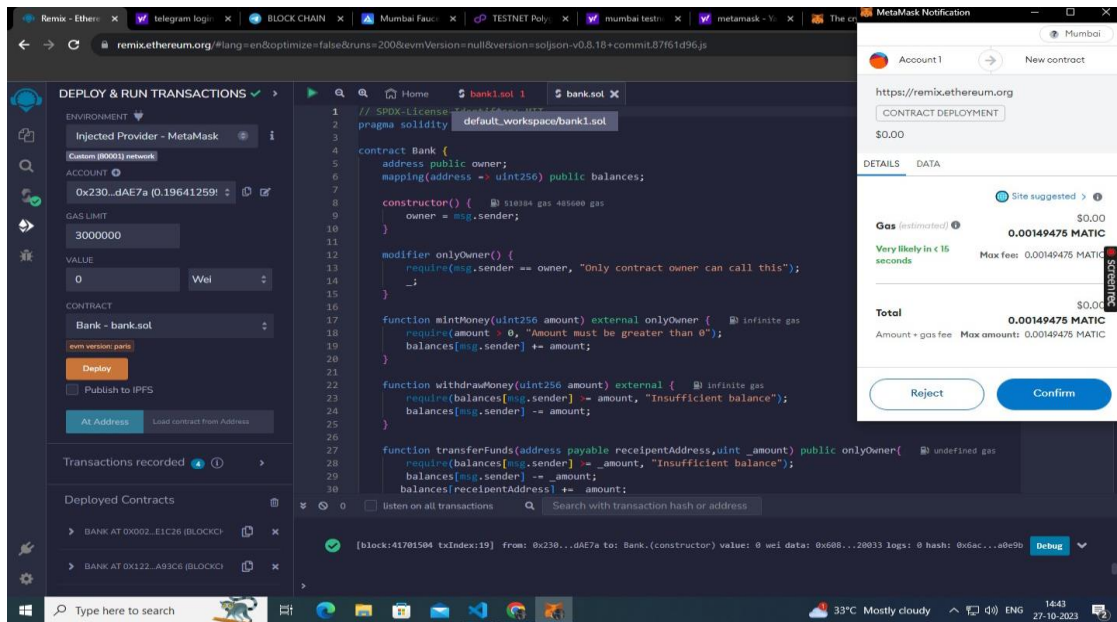 Remix - Ethere
telegram login
BLOCK CHAIN
Mumbai Fauc
TESTNET Poly
mumbai testn
metamask - Y
The cr
remix.ethereum.org/#lang=en&optimize=false&runs=200&evmVersion=null&version=soljson-v0.8.18+commit.87f61d96.js
DEPLOY & RUN TRANSACTIONS
ENVIRONMENT
Injected Provider - MetaMask
Custom (80001) network
ACCOUNT
0x230...dAE7a (0.19641259!
GAS LIMIT
3000000
VALUE
0
Wei
CONTRACT
Bank - bank.sol
evm version: paris
Deploy
Publish to IPFS
At Address
Load contract from Address
Transactions recorded 4
Deployed Contracts
BANK AT 0X002...E1C26 (BLOCKCH
BANK AT 0X122...A93C6 (BLOCKCH
Home
bank1.sol 1
bank.sol
default_workspace/bank1.sol
1 // SPDX-License-Identifier: MIT
2 pragma solidity
3
4 contract Bank {
5 address public owner;
6 mapping(address => uint256) public balances;
7
8 constructor() { 510384 gas 485600 gas
9 owner = msg.sender;
10 }
11
12 modifier onlyOwner() {
13 require(msg.sender == owner, "Only contract owner can call this");
14 _;
15 }
16
17 function mintMoney(uint256 amount) external onlyOwner { infinite gas
18 require(amount > 0, "Amount must be greater than 0");
19 balances[msg.sender] += amount;
20 }
21
22 function withdrawMoney(uint256 amount) external { infinite gas
23 require(balances[msg.sender] >= amount, "Insufficient balance");
24 balances[msg.sender] -= amount;
25 }
26
27 function transferFunds(address payable receipentAddress,uint _amount) public onlyOwner{ undefined gas
28 require(balances[msg.sender] >= _amount, "Insufficient balance");
29 balances[msg.sender] -= _amount;
30 balances[receipentAddress] += _amount;
0
listen on all transactions
Search with transaction hash or address
[block:41701504 txIndex:19] from: 0x230...dAE7a to: Bank.(constructor) value: 0 wei data: 0x608...20033 logs: 0 hash: 0x6ac...a0e9b
Debug
>
MetaMask Notification
Mumbai
Account 1
New contract
https://remix.ethereum.org
CONTRACT DEPLOYMENT
$0.00
DETAILS
DATA
Site suggested >
Gas (estimated)
$0.00
0.00149475 MATIC
Very likely in < 15 seconds
Max fee: 0.00149475 MATIC
Total
$0.00
0.00149475 MATIC
Amount + gas fee
Max amount: 0.00149475 MATIC
Reject
Confirm
screenrec
Type here to search
33°C Mostly cloudy
ENG
14:43
27-10-2023
2